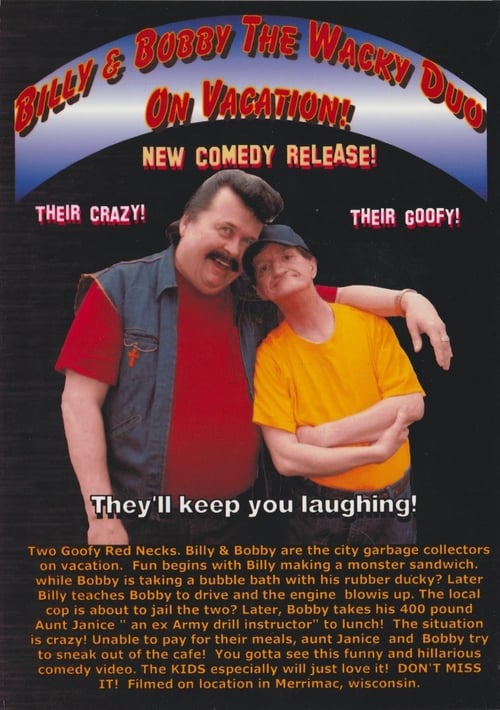 BILLY & BOBBY THE WACKY DUO
ON VACATION!
NEW COMEDY RELEASE!
THEIR CRAZY!
THEIR GOOFY!
They'll keep you laughing!
Two Goofy Red Necks. Billy & Bobby are the city garbage collectors
on vacation. Fun begins with Billy making a monster sandwich.
while Bobby is taking a bubble bath with his rubber ducky? Later
Billy teaches Bobby to drive and the engine blowis up. The local
cop is about to jail the two? Later, Bobby takes his 400 pound
Aunt Janice " an ex Army drill instructor" to lunch! The situation
is crazy! Unable to pay for their meals, aunt Janice and Bobby try
to sneak out of the cafe! You gotta see this funny and hillarious
comedy video. The KIDS especially will just love it! DON'T MISS
IT! Filmed on location in Merrimac, wisconsin.